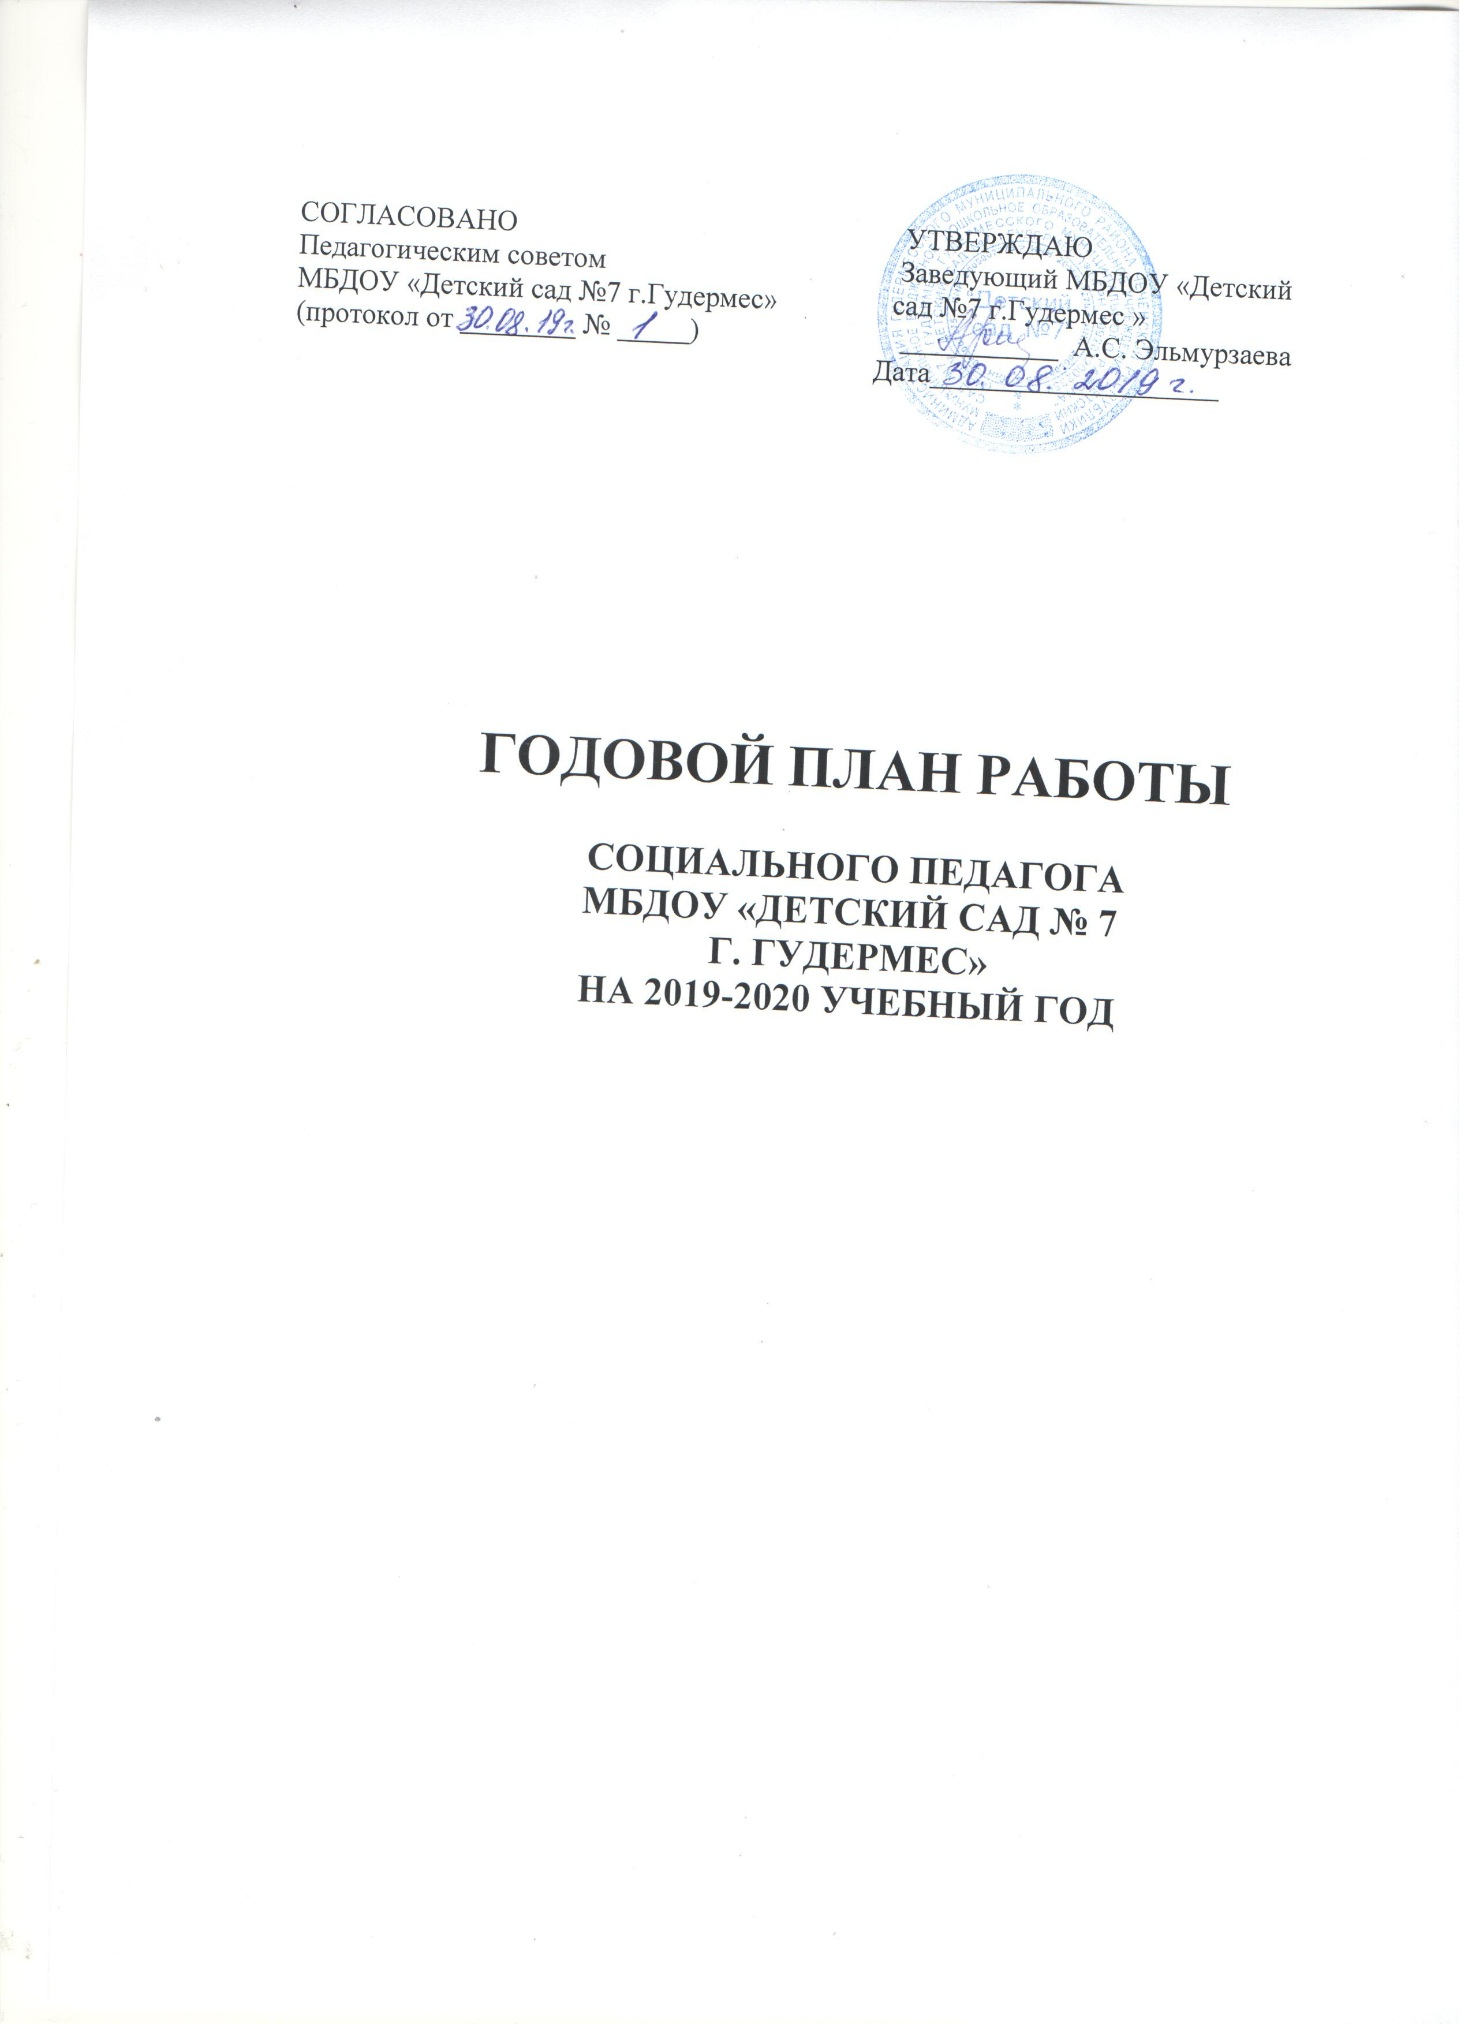 СОГЛАСОВАНО
Педагогическим советом
МБДОУ «Детский сад №7 г.Гудермес»
(протокол от 30.08.19г. № 1)
УТВЕРЖДАЮ
Заведующий МБДОУ «Детский
сад №7 г.Гудермес »
А.С. Эльмурзаева
Дата 30. 08. 2019 г.
ГОДОВОЙ ПЛАН РАБОТЫ
СОЦИАЛЬНОГО ПЕДАГОГА
МБДОУ «ДЕТСКИЙ САД № 7
Г. ГУДЕРМЕС»
НА 2019-2020 УЧЕБНЫЙ ГОД